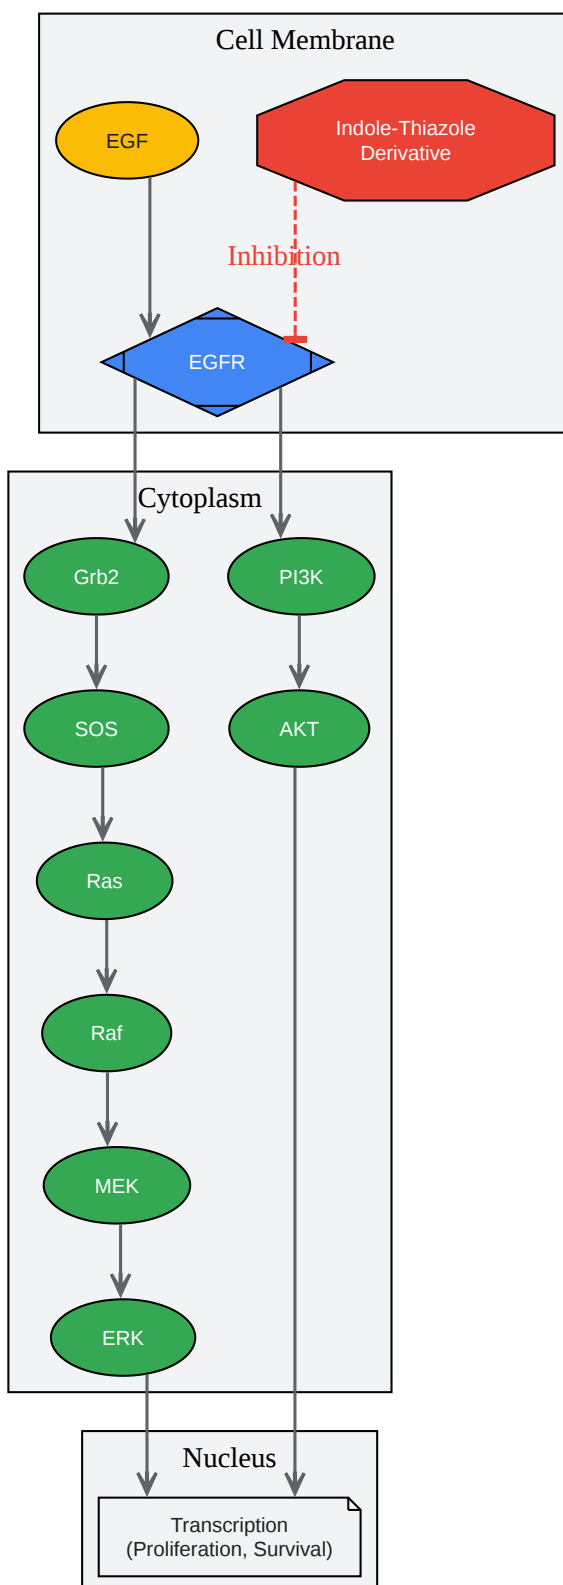 Cell Membrane
EGF
Indole-Thiazole
Derivative
Inhibition
EGFR
Cytoplasm
Grb2
PI3K
SOS
AKT
Ras
Raf
MEK
ERK
Nucleus
Transcription
(Proliferation, Survival)